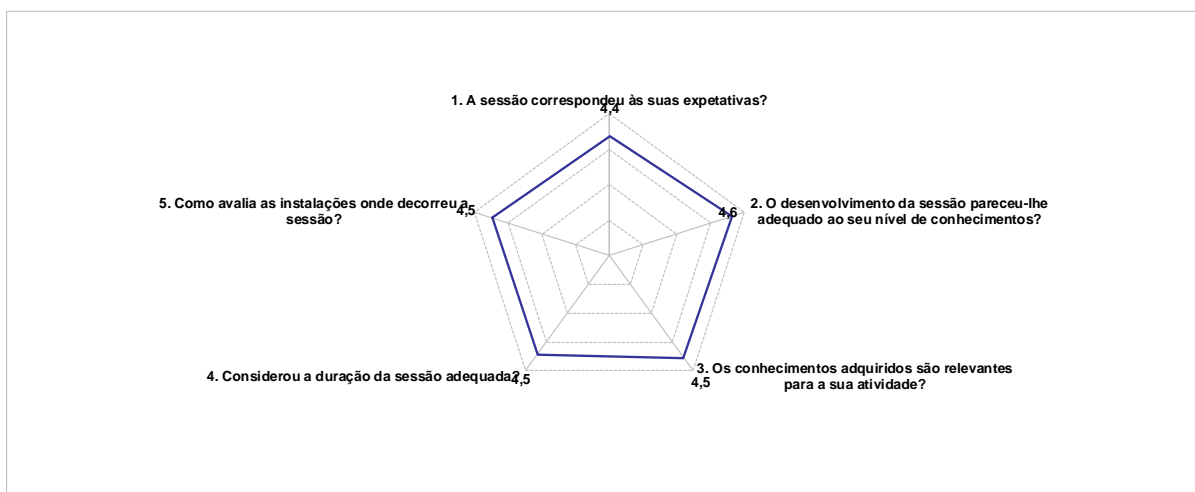 1. A sessão correspondeu às suas expetativas?
4,4
5. Como avalia as instalações onde decorreu a
sessão?
4,5
4,6
2. O desenvolvimento da sessão pareceu-lhe
adequado ao seu nível de conhecimentos?
4. Considerou a duração da sessão adequada?
4,5
3. Os conhecimentos adquiridos são relevantes
para a sua atividade?
4,5